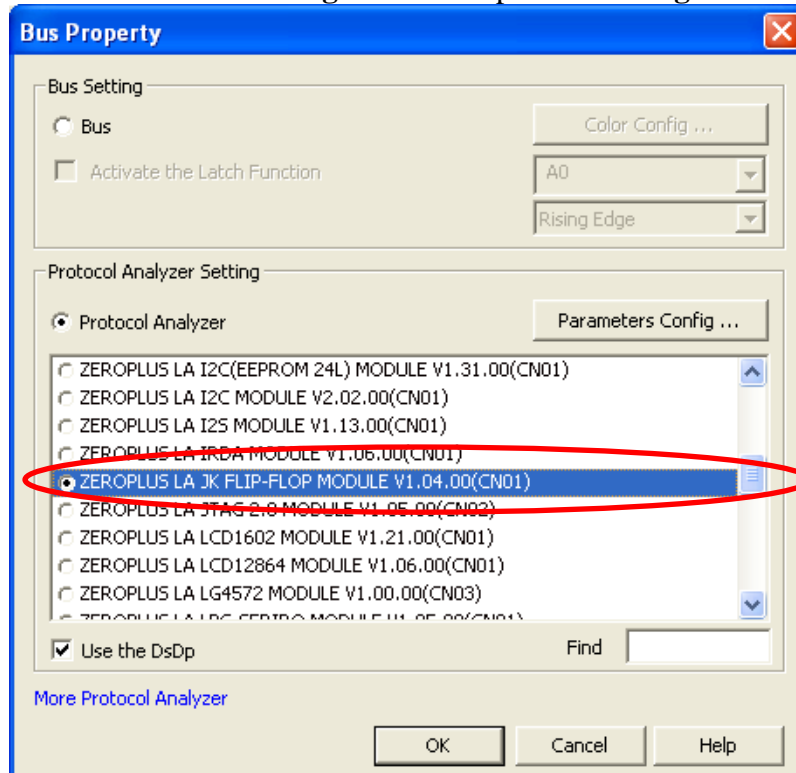 Bus Property
Bus Setting
Bus
Color Config ...
Activate the Latch Function
A0
Rising Edge
Protocol Analyzer Setting
Protocol Analyzer
Parameters Config ...
ZEROPLUS LA I2C(EEPROM 24L) MODULE V1.31.00(CN01)
ZEROPLUS LA I2C MODULE V2.02.00(CN01)
ZEROPLUS LA I2S MODULE V1.13.00(CN01)
ZEROPLUS LA IRDA MODULE V1.06.00(CN01)
ZEROPLUS LA JK FLIP-FLOP MODULE V1.04.00(CN01)
ZEROPLUS LA JTAG 2.0 MODULE V1.05.00(CN02)
ZEROPLUS LA LCD1602 MODULE V1.21.00(CN01)
ZEROPLUS LA LCD12864 MODULE V1.06.00(CN01)
ZEROPLUS LA LG4572 MODULE V1.00.00(CN03)
ZEROPLUS LA
Use the DsDp
Find
More Protocol Analyzer
OK
Cancel
Help